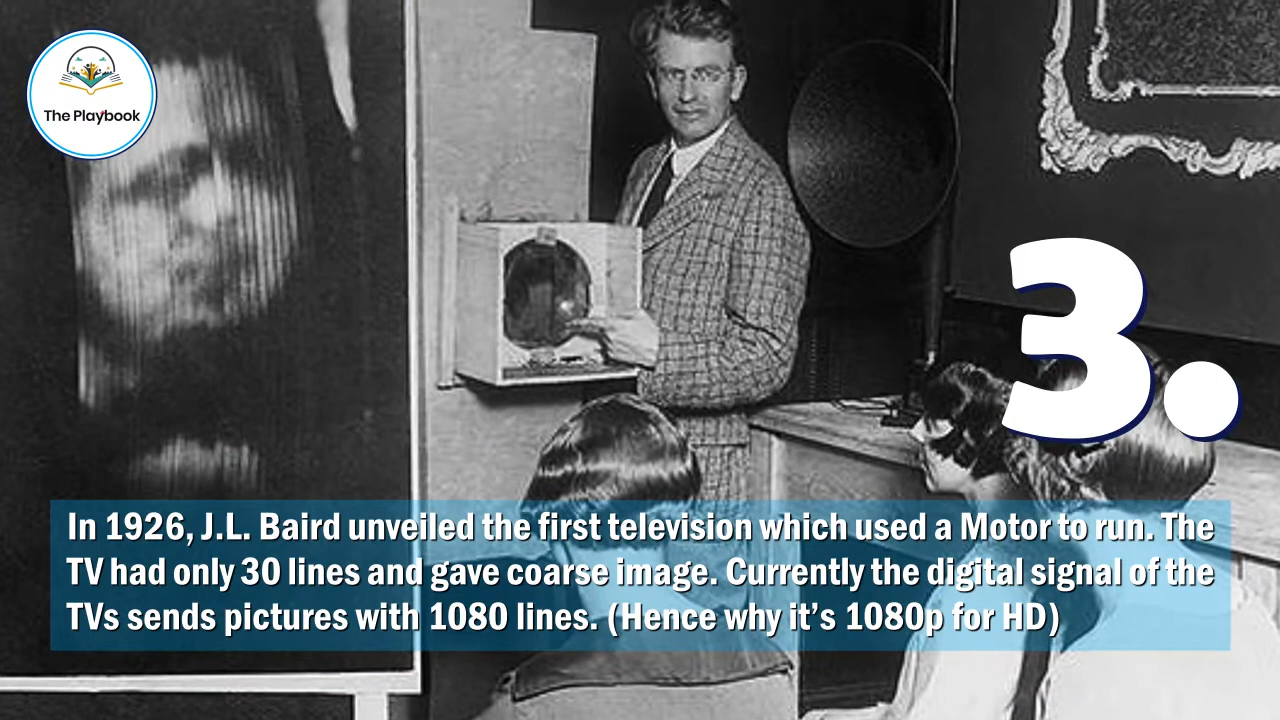 The Playbook
3.
In 1926, J.L. Baird unveiled the first television which used a Motor to run. The
TV had only 30 lines and gave coarse image. Currently the digital signal of the
TVs sends pictures with 1080 lines. (Hence why it’s 1080p for HD)